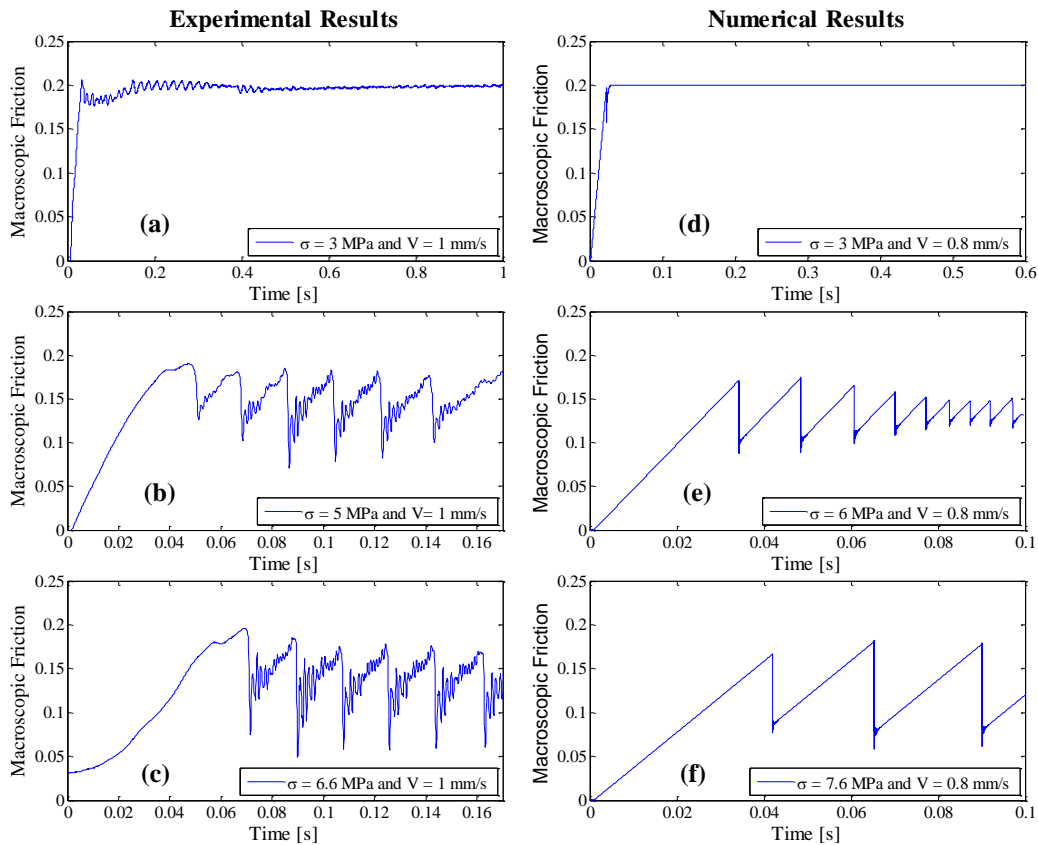 Experimental Results
Numerical Results
Macroscopic Friction
0.25
0.2
0.15
0.1
0.05
0
(a)
σ = 3 MPa and V = 1 mm/s
0 0.2 0.4 0.6 0.8 1
Time [s]
Macroscopic Friction
0.25
0.2
0.15
0.1
0.05
0
(d)
σ = 3 MPa and V = 0.8 mm/s
0 0.1 0.2 0.3 0.4 0.5 0.6
Time [s]
Macroscopic Friction
0.25
0.2
0.15
0.1
0.05
0
(b)
σ = 5 MPa and V= 1 mm/s
0 0.02 0.04 0.06 0.08 0.1 0.12 0.14 0.16
Time [s]
Macroscopic Friction
0.25
0.2
0.15
0.1
0.05
0
(e)
σ = 6 MPa and V = 0.8 mm/s
0 0.02 0.04 0.06 0.08 0.1
Time [s]
Macroscopic Friction
0.25
0.2
0.15
0.1
0.05
0
(c)
σ = 6.6 MPa and V = 1 mm/s
0 0.02 0.04 0.06 0.08 0.1 0.12 0.14 0.16
Time [s]
Macroscopic Friction
0.25
0.2
0.15
0.1
0.05
0
(f)
σ = 7.6 MPa and V = 0.8 mm/s
0 0.02 0.04 0.06 0.08 0.1
Time [s]